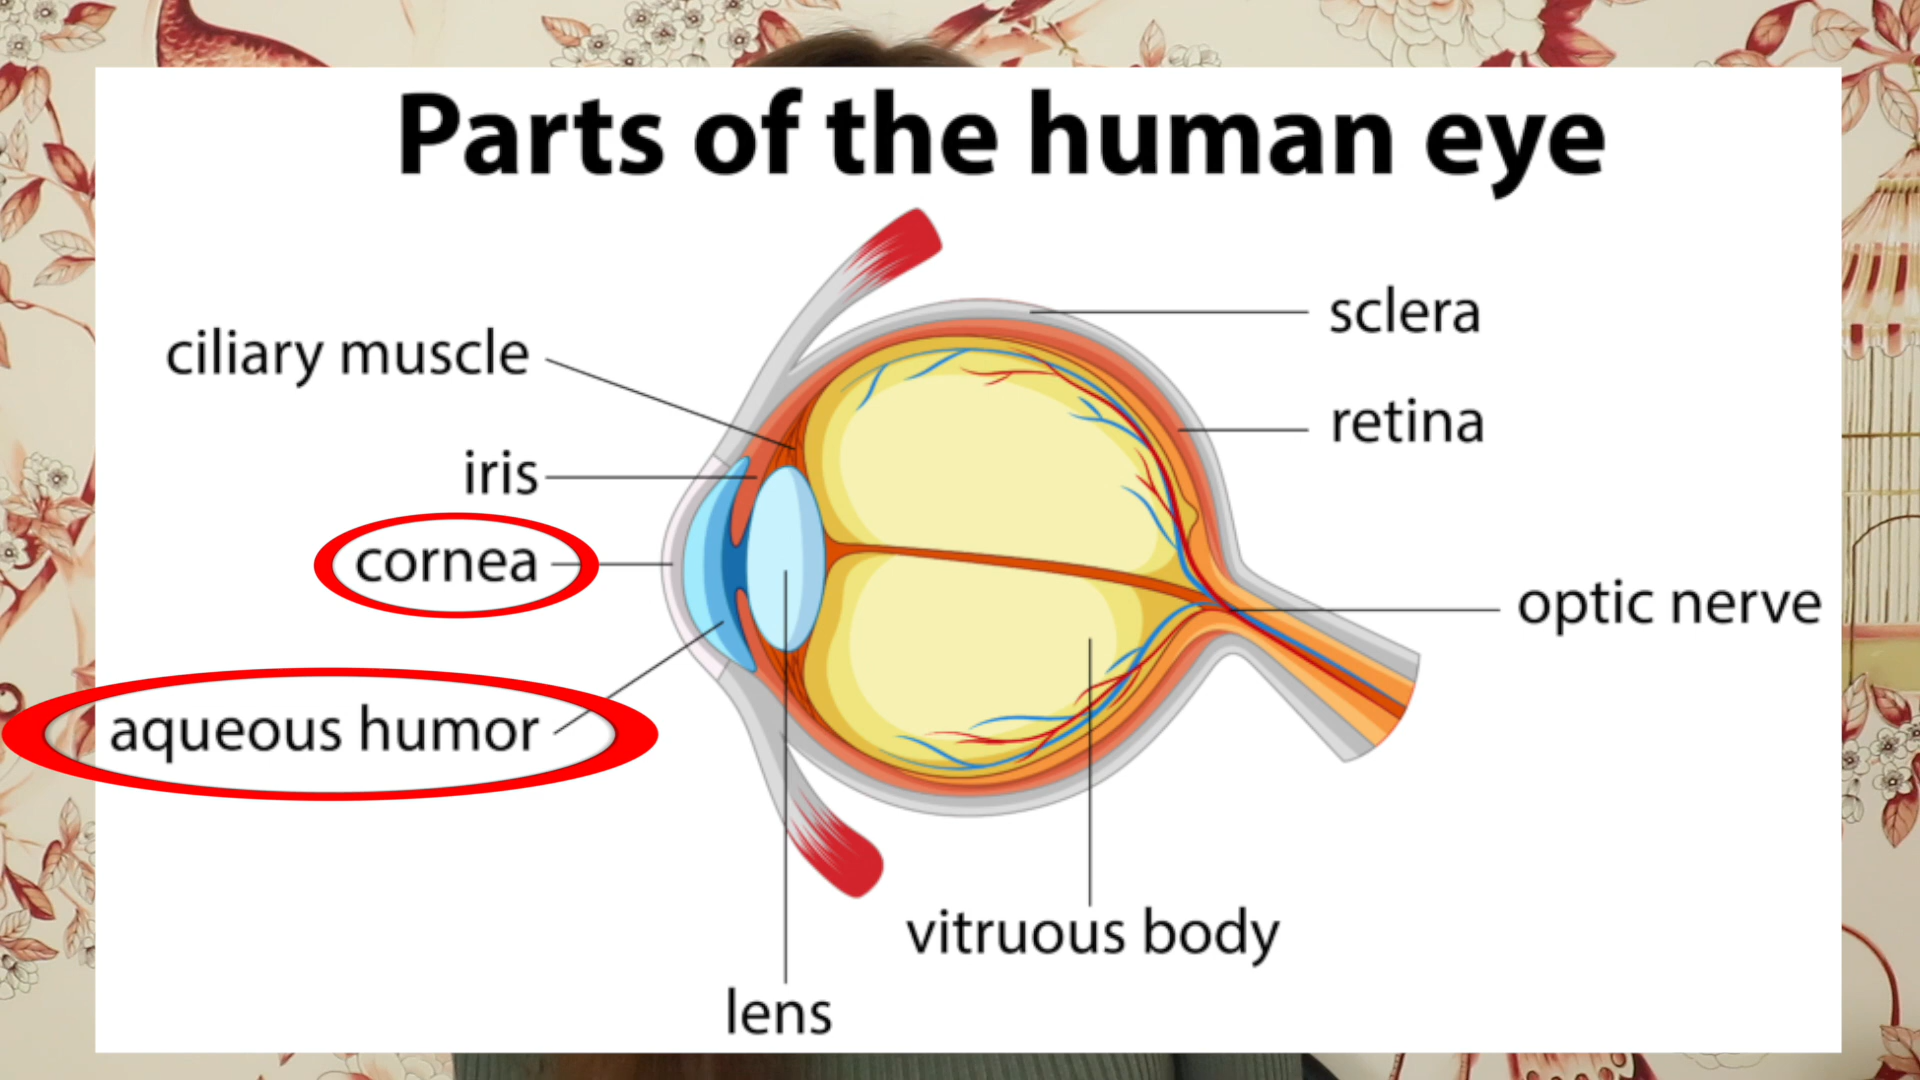 Parts of the human eye
sclera
ciliary muscle
retina
iris
cornea
optic nerve
aqueous humor
vitruous body
lens